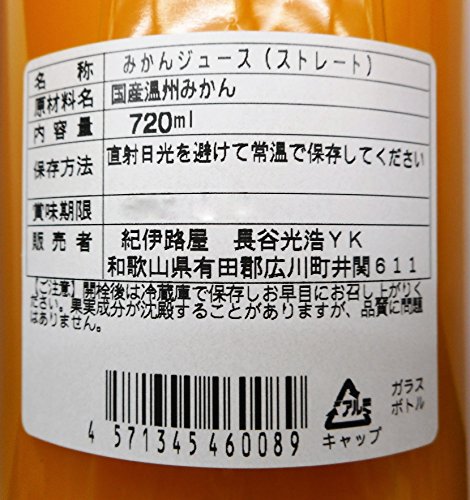 名称 みかんジュース(ストレート)
原材料名 国産温州みかん
内容量 720ml
保存方法 直射日光を避けて常温で保存してください
賞味期限
販売者 紀伊路屋 長谷光浩YK
和歌山県有田郡広川町井関611
【ご注意】開栓後は冷蔵庫で保存しお早目にお召し上がりく
ださい。果実成分が沈殿することがありますが、品質に問題
はありません。
4 571345 460089
アルミ
キャップ
ガラス
ボトル